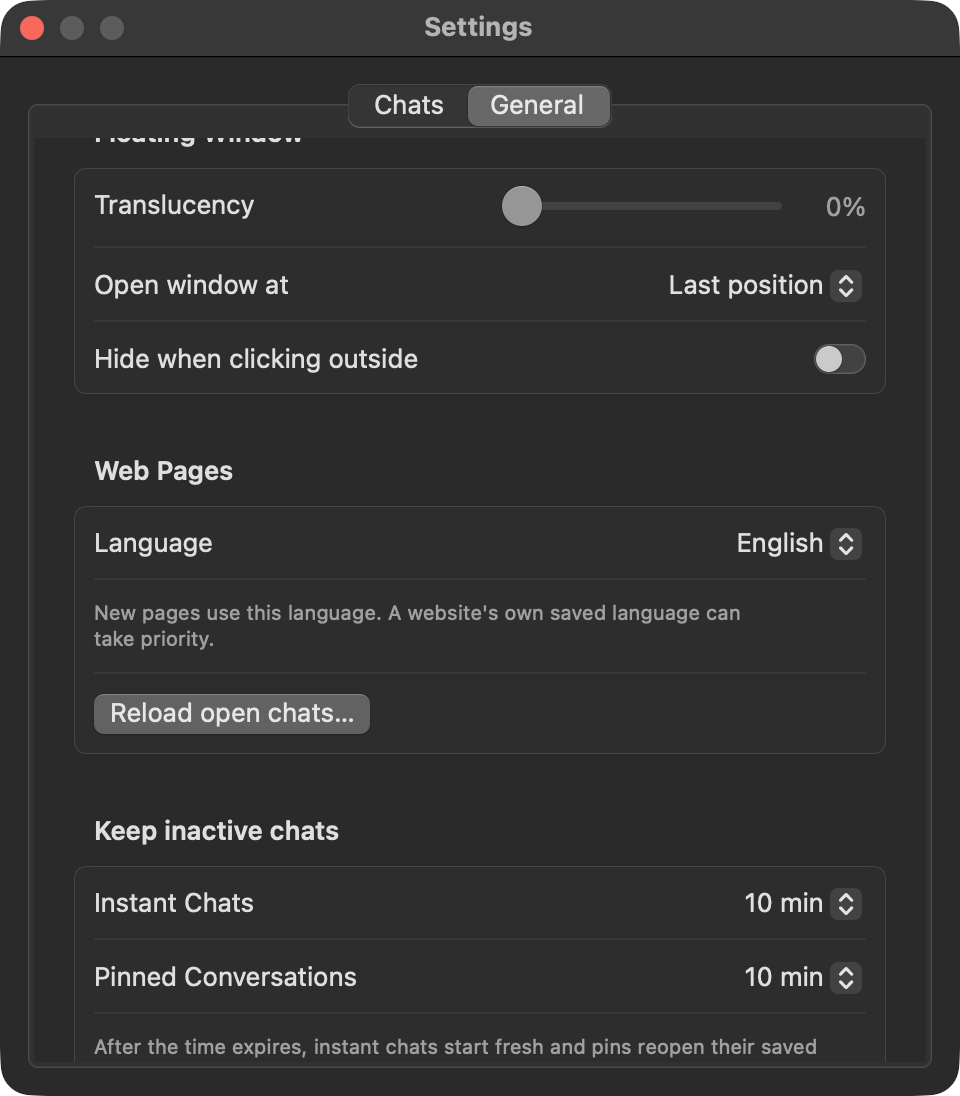 Settings
Chats
General
Floating Window
Translucency
0%
Open window at
Last position
Hide when clicking outside
Web Pages
Language
English
New pages use this language. A website's own saved language can
take priority.
Reload open chats...
Keep inactive chats
Instant Chats
10 min
Pinned Conversations
10 min
After the time expires, instant chats start fresh and pins reopen their saved